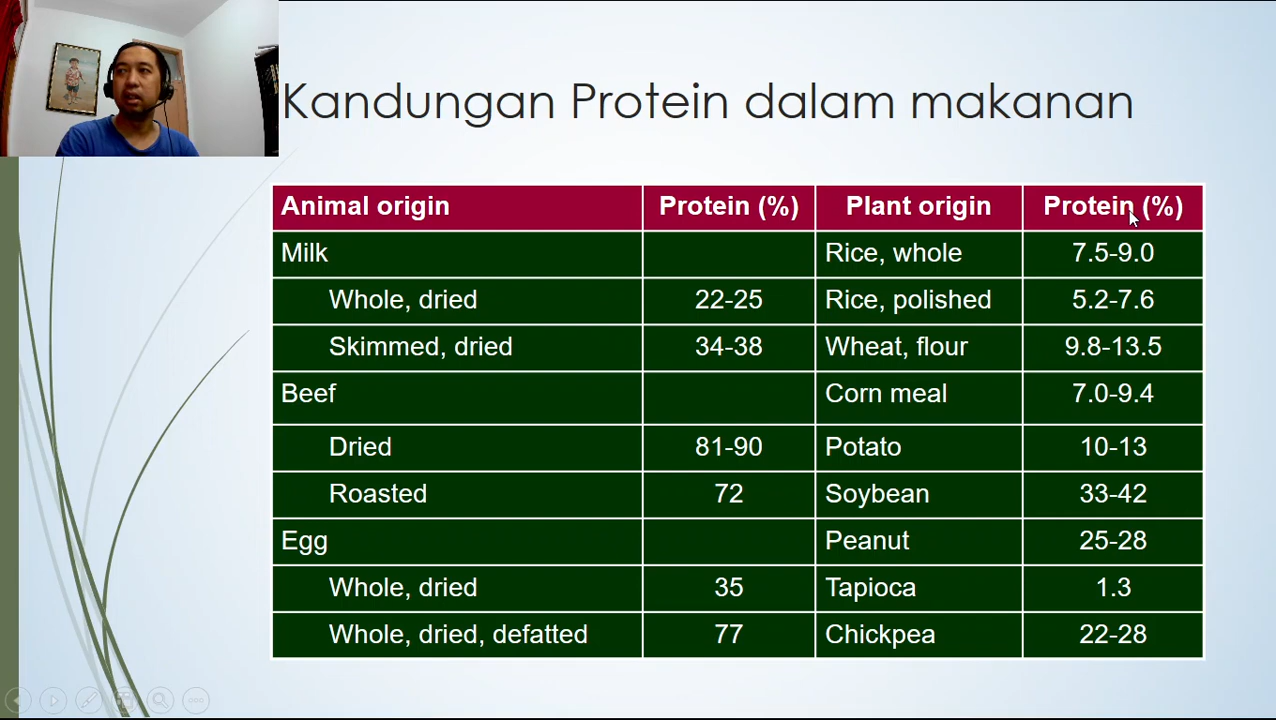 Kandungan Protein dalam makanan
Animal origin Protein (%) Plant origin Protein (%)
Milk Rice, whole 7.5-9.0
Whole, dried 22-25 Rice, polished 5.2-7.6
Skimmed, dried 34-38 Wheat, flour 9.8-13.5
Beef Corn meal 7.0-9.4
Dried 81-90 Potato 10-13
Roasted 72 Soybean 33-42
Egg Peanut 25-28
Whole, dried 35 Tapioca 1.3
Whole, dried, defatted 77 Chickpea 22-28